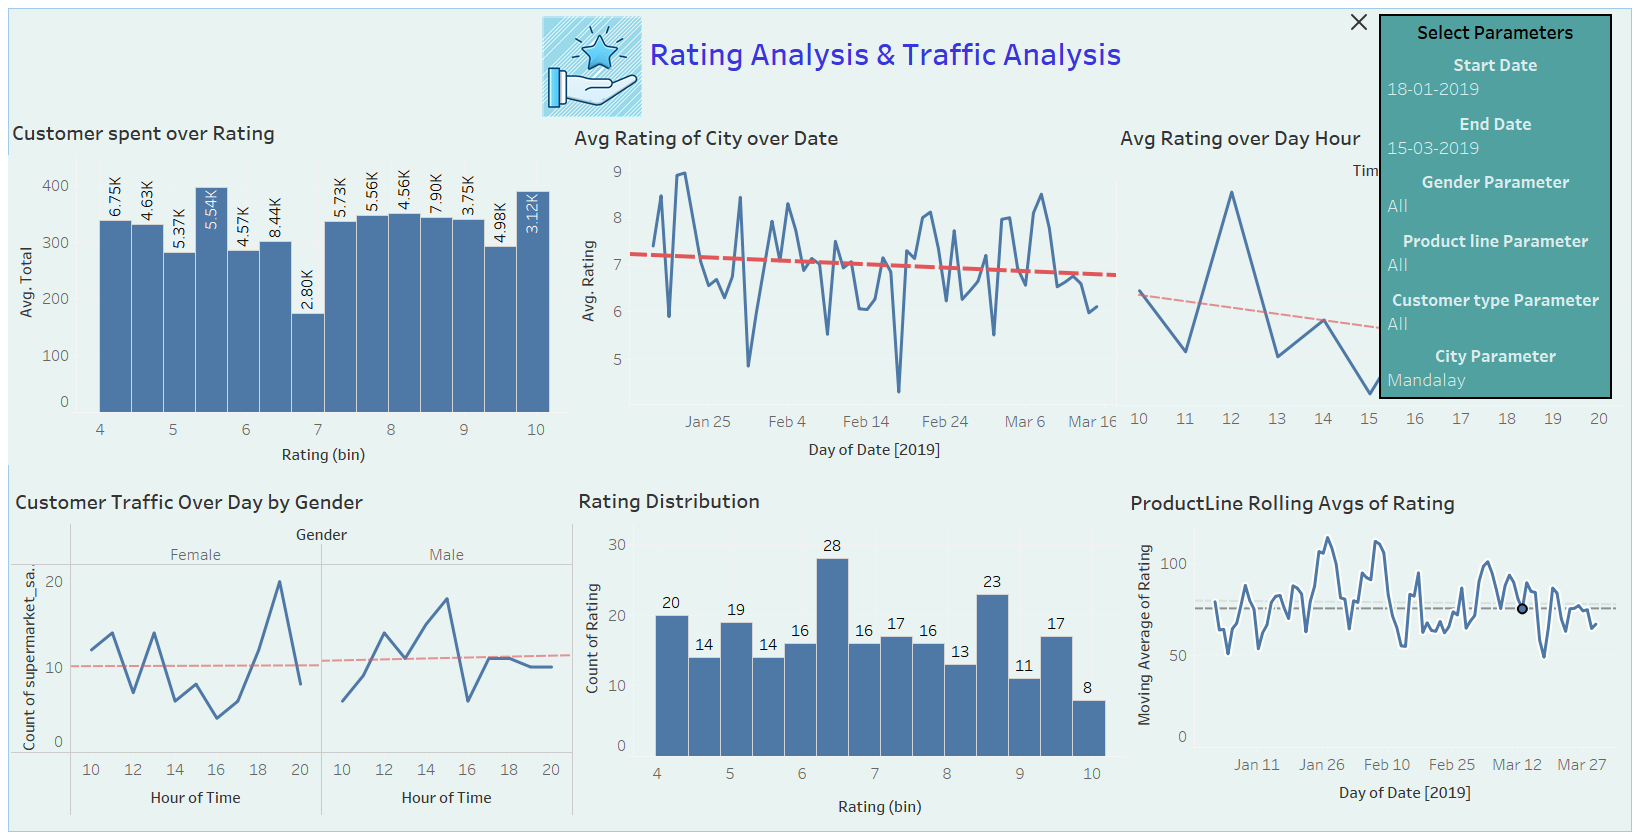 Rating Analysis & Traffic Analysis
Select Parameters
Start Date
18-01-2019
End Date
15-03-2019
Gender Parameter
All
Product line Parameter
All
Customer type Parameter
All
City Parameter
Mandalay
Customer spent over Rating
Avg. Total
400
300
200
100
0
6.75K
4.63K
5.37K
5.54K
4.57K
8.44K
2.80K
5.73K
5.56K
4.56K
7.90K
3.75K
4.98K
3.12K
4 5 6 7 8 9 10
Rating (bin)
Avg Rating of City over Date
Avg. Rating
9
8
7
6
5
Jan 25 Feb 4 Feb 14 Feb 24 Mar 6 Mar 16
Day of Date [2019]
Avg Rating over Day Hour
Tim
10 11 12 13 14 15 16 17 18 19 20
Customer Traffic Over Day by Gender
Gender
Female Male
Count of supermarket_sa..
20
10
0
10 12 14 16 18 20 10 12 14 16 18 20
Hour of Time Hour of Time
Rating Distribution
Count of Rating
30
20
10
0
20 14 19 14 16 28 16 17 16 13 23 11 17 8
4 5 6 7 8 9 10
Rating (bin)
ProductLine Rolling Avgs of Rating
Moving Average of Rating
100
50
0
Jan 11 Jan 26 Feb 10 Feb 25 Mar 12 Mar 27
Day of Date [2019]